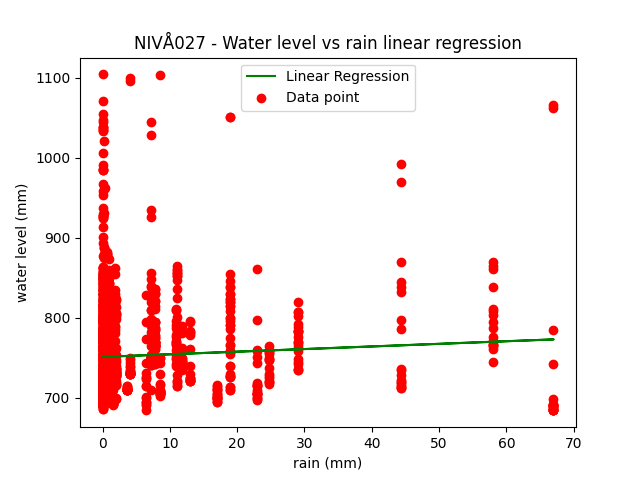 NIVÅ027 - Water level vs rain linear regression
Linear Regression
Data point
1100
1000
900
800
700
water level (mm)
0 10 20 30 40 50 60 70
rain (mm)